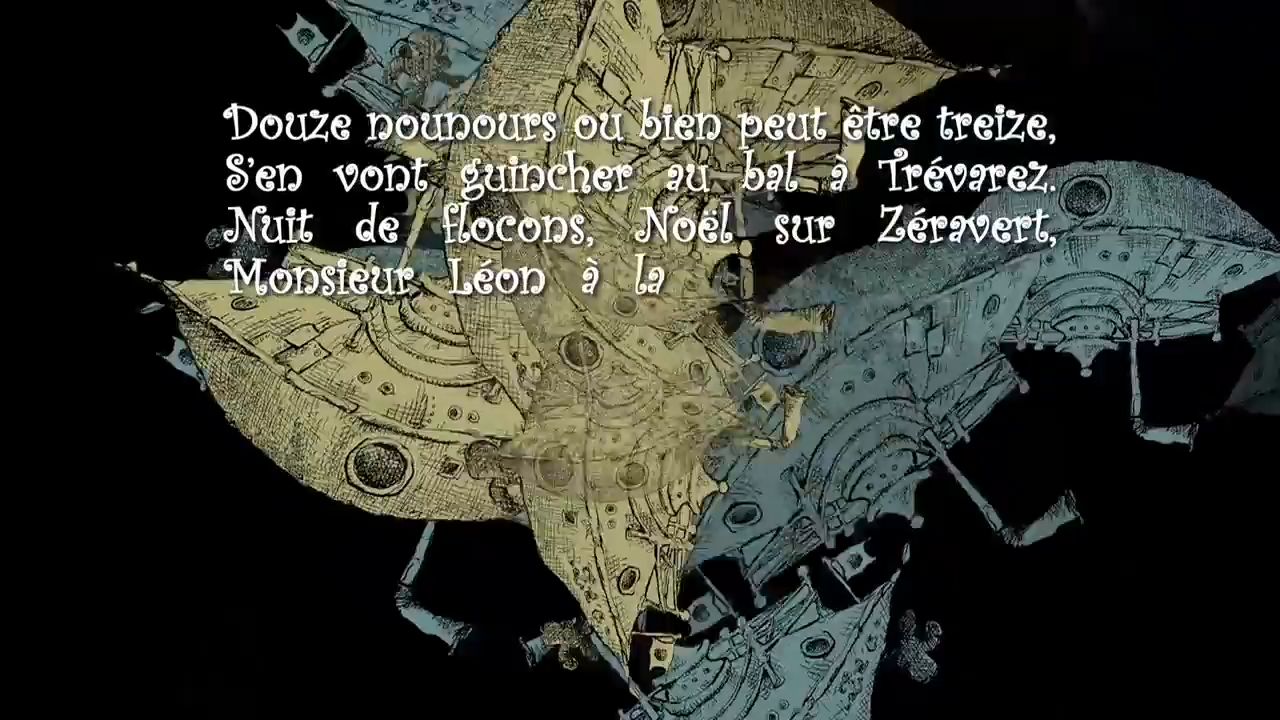 Douze nounours ou bien peut être treize,
S'en vont guincher au bal à Trévarez.
Nuit de flocons, Noël sur Zéravert,
Monsieur Léon à la